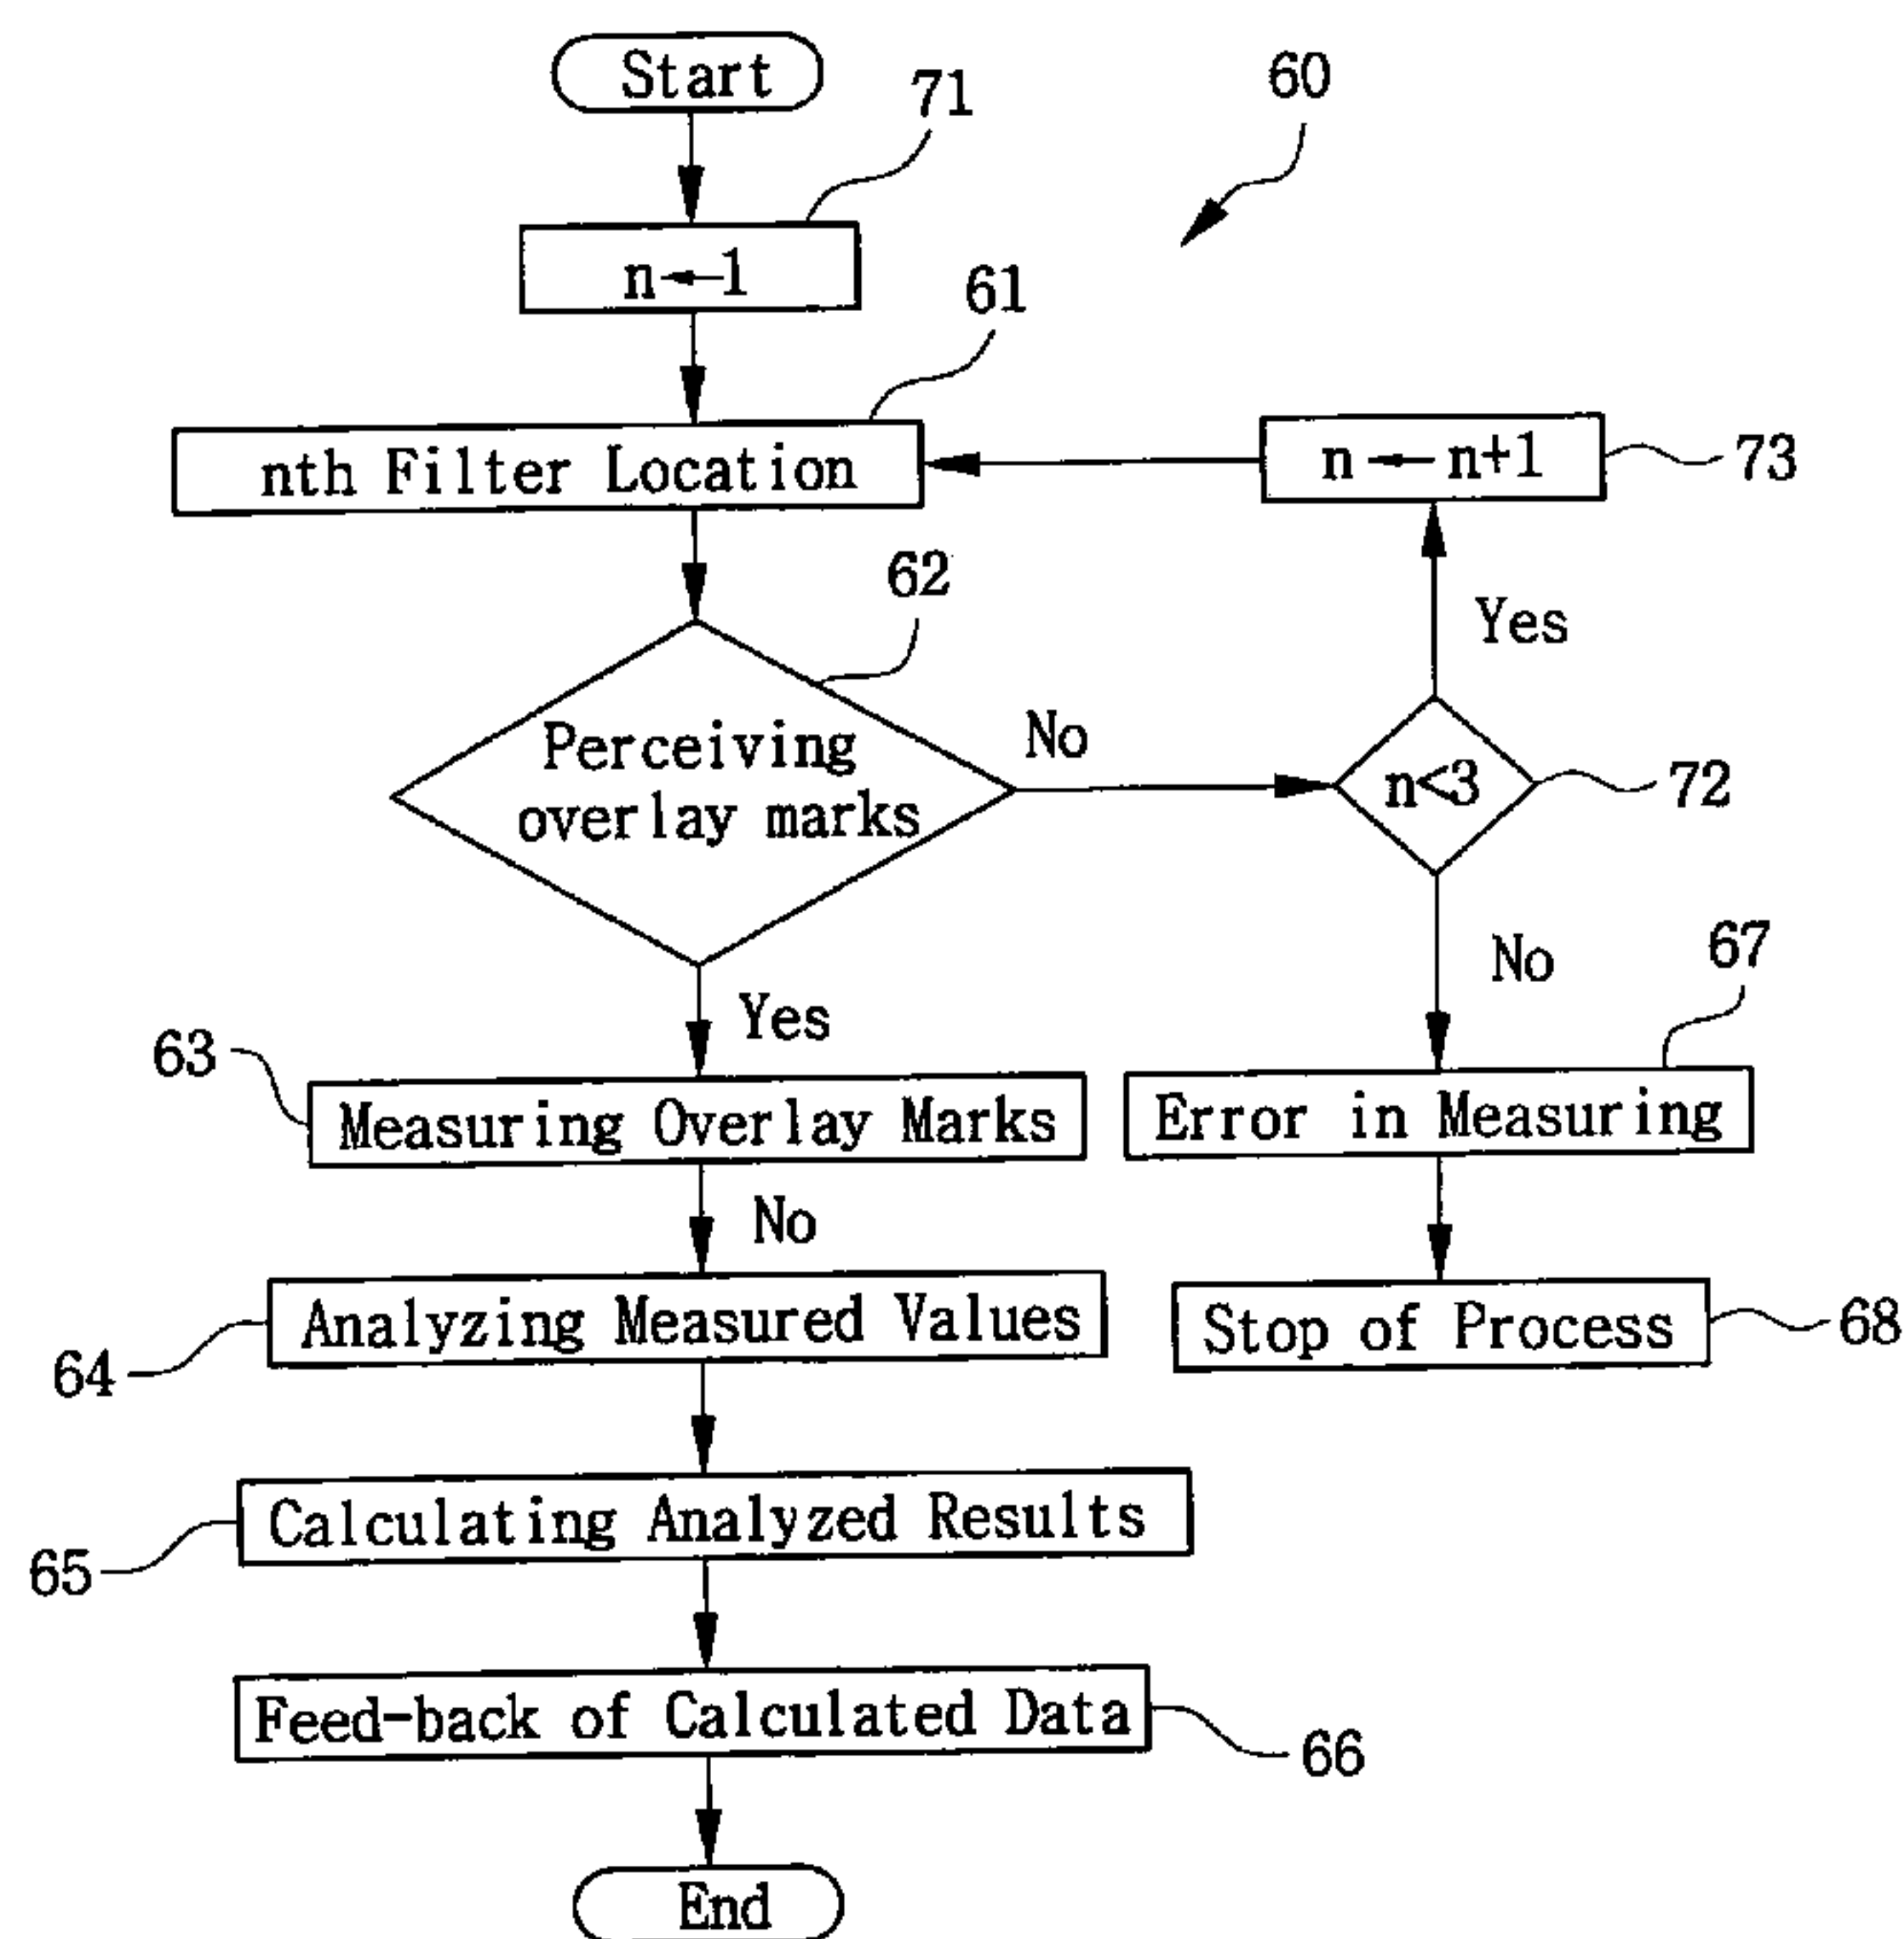 Start
71
60
n←1
61
nth Filter Location
n←n+1
73
62
Yes
Perceiving
overlay marks
No
n<3
72
Yes
No
67
63
Measuring Overlay Marks
Error in Measuring
No
Analyzing Measured Values
64
Stop of Process
68
Calculating Analyzed Results
65
Feed-back of Calculated Data
66
End